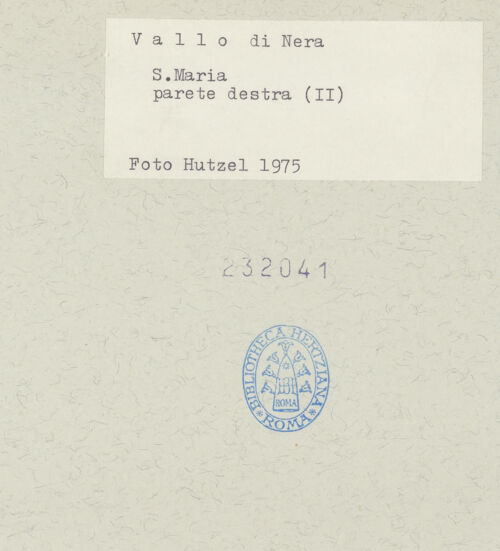 V a l l o  di Nera
S.Maria
parete destra (II)
Foto Hutzel 1975
232041
BIBLIOTHECA HERTZIANA
ROMA
ROMA